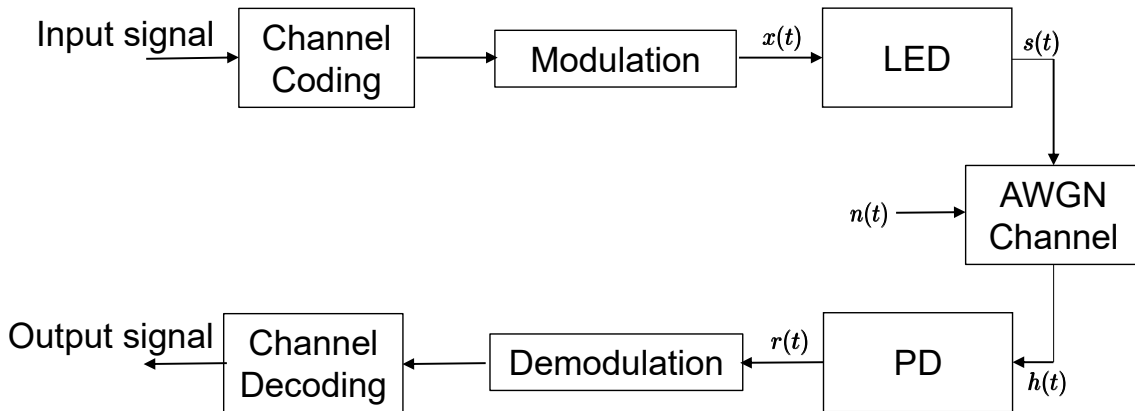 Input signal
Channel
Coding
Modulation
x(t)
LED
s(t)
n(t)
AWGN
Channel
Output signal
Channel
Decoding
Demodulation
r(t)
PD
h(t)